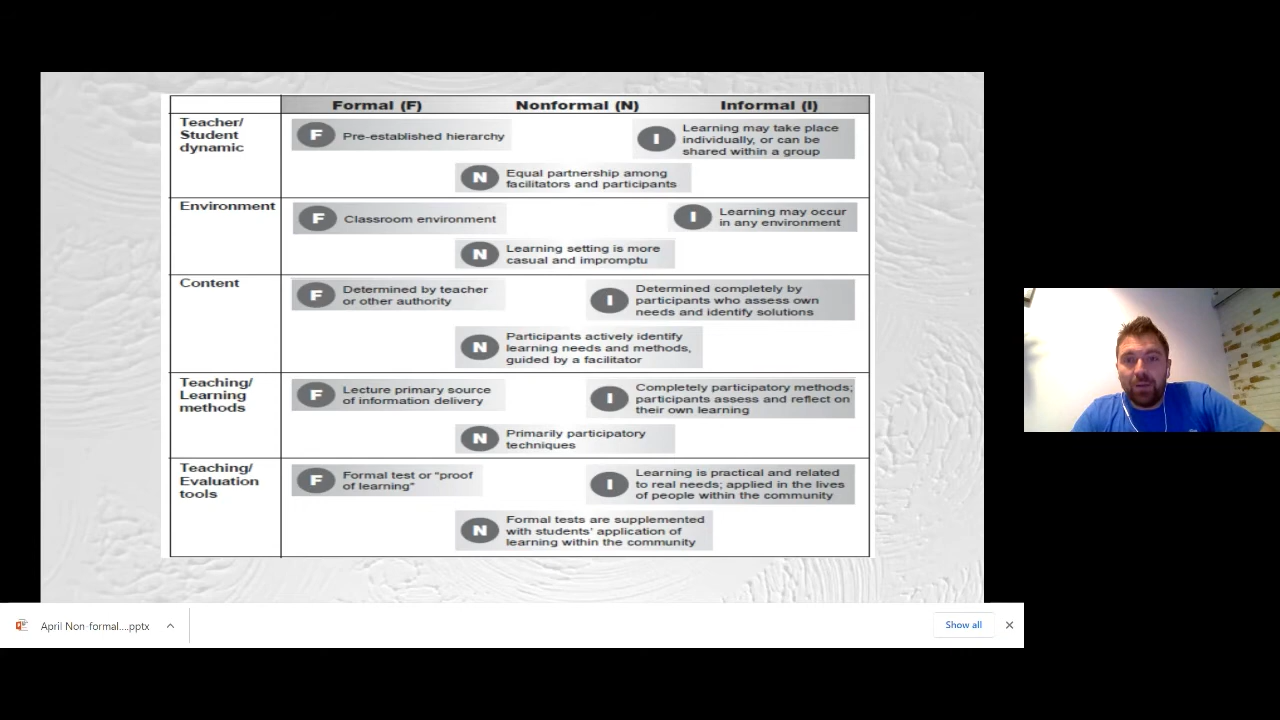 Formal (F) Nonformal (N) Informal (I)
Teacher/
Student
dynamic
F Pre-established hierarchy
I Learning may take place
individually, or can be
shared within a group
N Equal partnership among
facilitators and participants
Environment
F Classroom environment
I Learning may occur
in any environment
N Learning setting is more
casual and impromptu
Content
F Determined by teacher
or other authority
I Determined completely by
participants who assess own
needs and identify solutions
N Participants actively identify
learning needs and methods,
guided by a facilitator
Teaching/
Learning
methods
F Lecture primary source
of information delivery
I Completely participatory methods;
participants assess and reflect on
their own learning
N Primarily participatory
techniques
Teaching/
Evaluation
tools
F Formal test or "proof
of learning"
I Learning is practical and related
to real needs; applied in the lives
of people within the community
N Formal tests are supplemented
with students' application of
learning within the community
April Non-formal....pptx
Show all